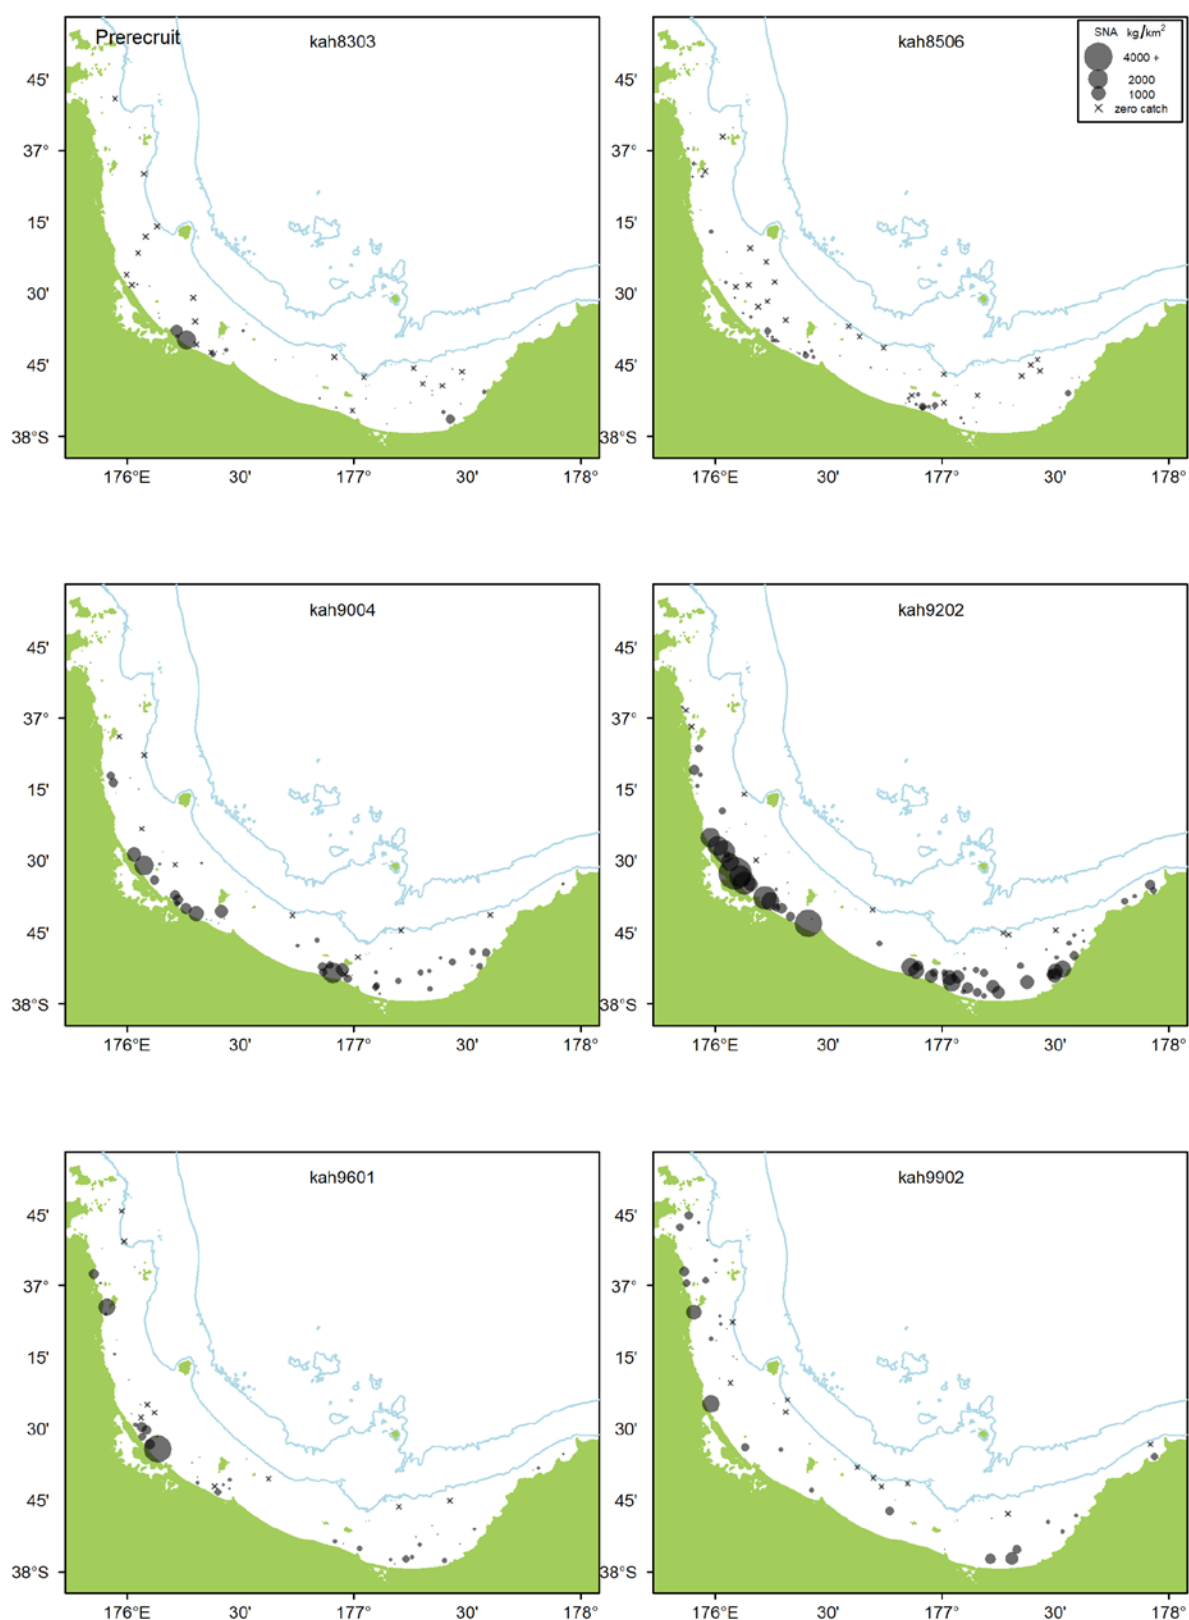 Prerecruit
kah8303
45'
37°
15'
30'
45'
38°S
176°E 30' 177° 30' 178°
kah8506
SNA kg/km²
4000 +
2000
1000
zero catch
45'
37°
15'
30'
45'
38°S
176°E 30' 177° 30' 178°
kah9004
45'
37°
15'
30'
45'
38°S
176°E 30' 177° 30' 178°
kah9202
45'
37°
15'
30'
45'
38°S
176°E 30' 177° 30' 178°
kah9601
45'
37°
15'
30'
45'
38°S
176°E 30' 177° 30' 178°
kah9902
45'
37°
15'
30'
45'
38°S
176°E 30' 177° 30' 178°